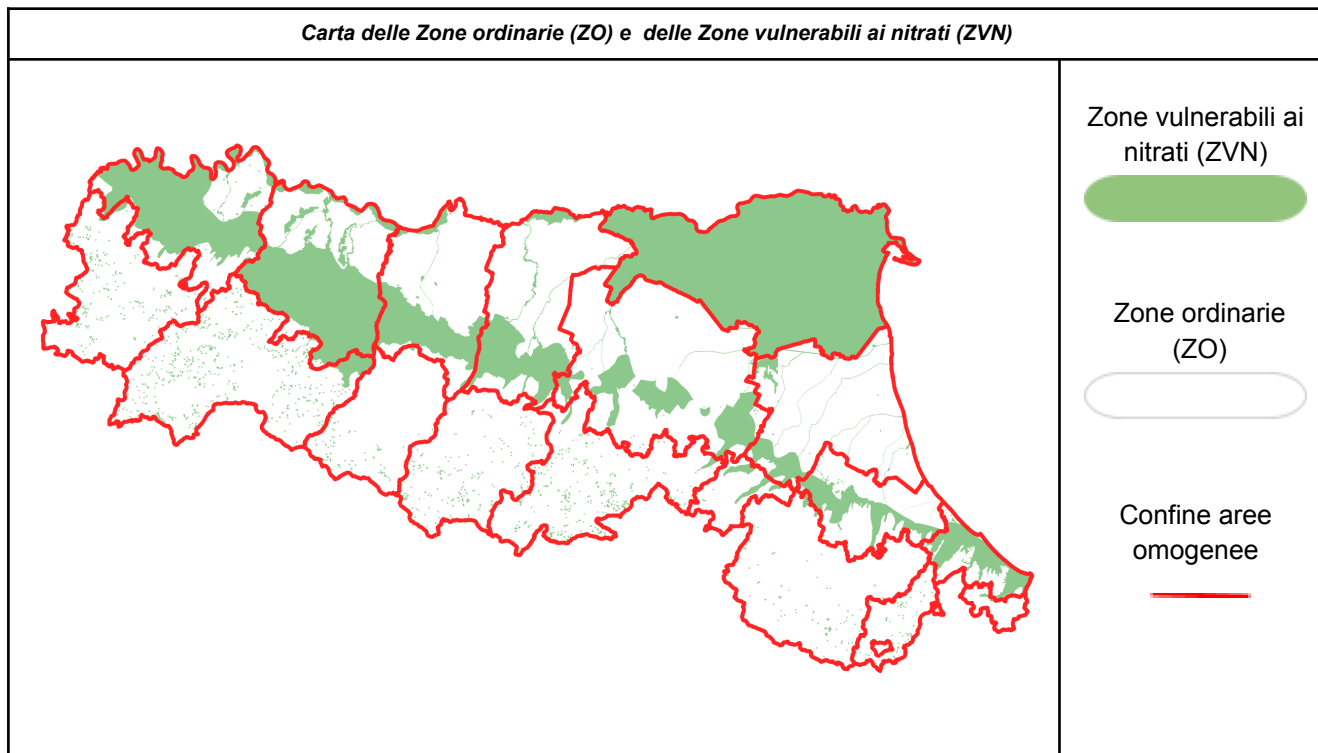 Carta delle Zone ordinarie (ZO) e delle Zone vulnerabili ai nitrati (ZVN)
Zone vulnerabili ai
nitrati (ZVN)
Zone ordinarie
(ZO)
Confine aree
omogenee